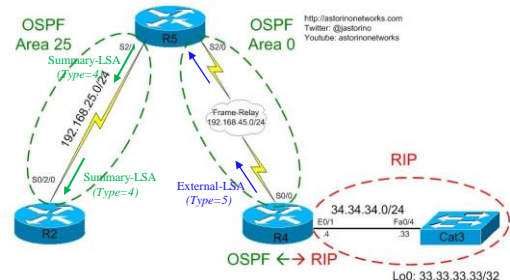 OSPF
Area 25
OSPF
Area 0
http://astorinonetworks.com
Twitter: @jastorino
Youtube: astorinonetworks
R5
S2/1
S2/0
Summary-LSA
(Type=4)
192.168.25.0/24
Frame-Relay
192.168.45.0/24
Summary-LSA
(Type=4)
External-LSA
(Type=5)
RIP
S0/2/0
S0/0
34.34.34.0/24
E0/1
Fa0/4
.4
.33
R2
R4
Cat3
OSPF ←→ RIP
Lo0: 33.33.33.33/32